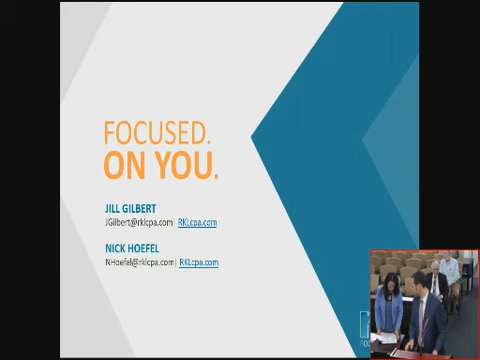 FOCUSED.
ON YOU.
JILL GILBERT
JGilbert@rklcpa.com| RKLcpa.com
NICK HOEFEL
NHoefel@rklcpa.com| RKLcpa.com